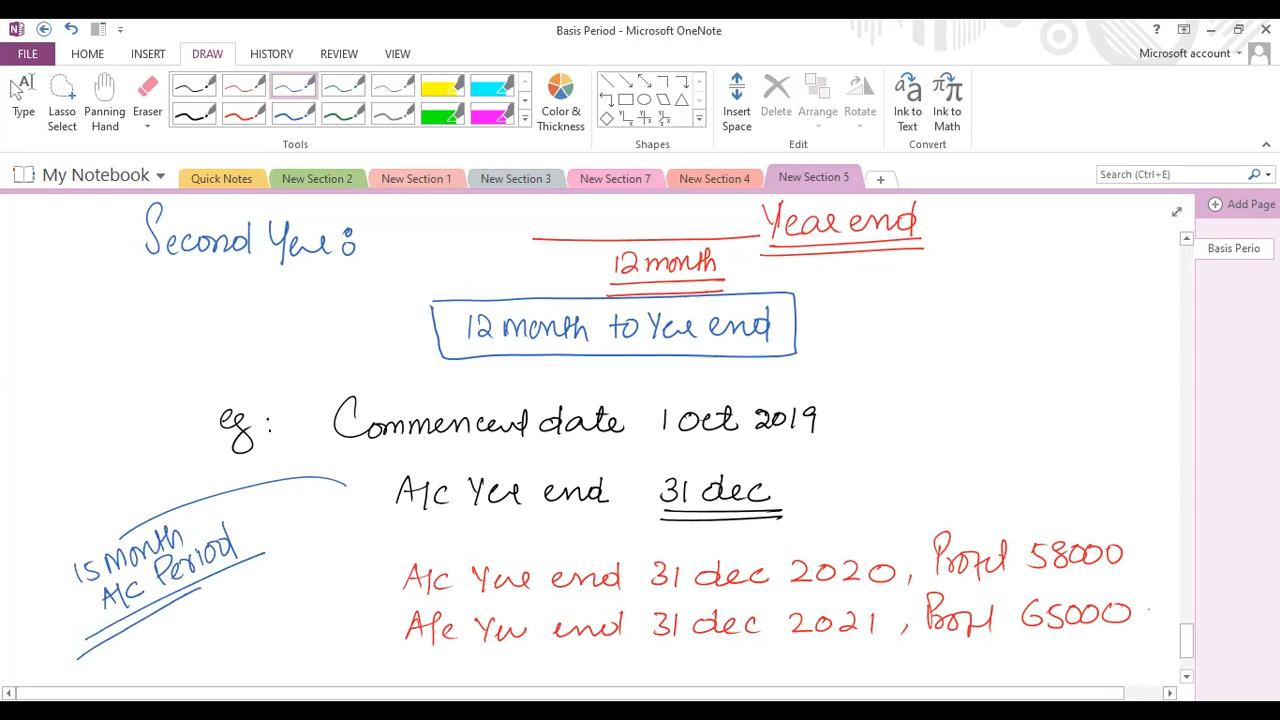 Basis Period - Microsoft OneNote
FILE HOME INSERT DRAW HISTORY REVIEW VIEW
Microsoft account
Type
Lasso Select
Panning Hand
Eraser
Color & Thickness
Insert Space
Delete
Arrange
Rotate
Ink to Text
Ink to Math
Tools
Shapes
Edit
Convert
My Notebook
Quick Notes
New Section 2
New Section 1
New Section 3
New Section 7
New Section 4
New Section 5
Search (Ctrl+E)
Add Page
Basis Perio
Second Year:
Year end
12 month
12 month to Year end
eg: Commencent date 1 Oct 2019
A/c Year end 31 dec
15 Month
A/C Period
A/c Year end 31 dec 2020, Profit 58000
A/c Year end 31 dec 2021, Profit 65000